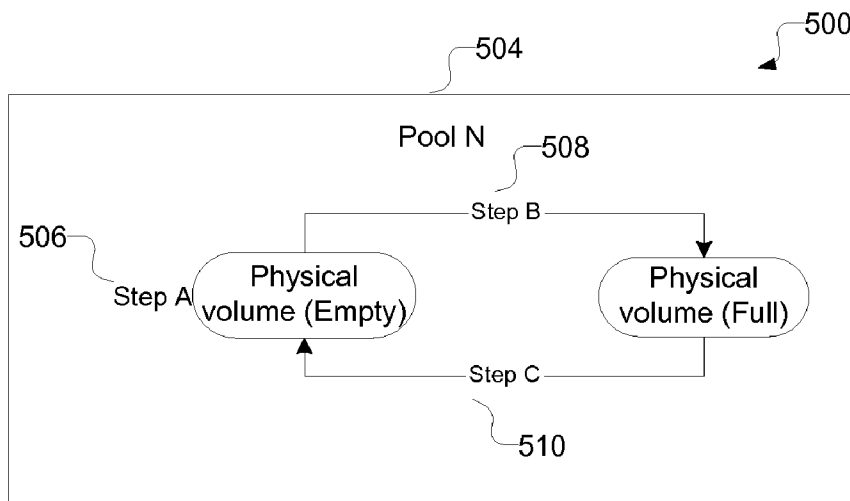 500
504
Pool N
508
Step B
506
Step A
Physical
volume (Empty)
Physical
volume (Full)
Step C
510